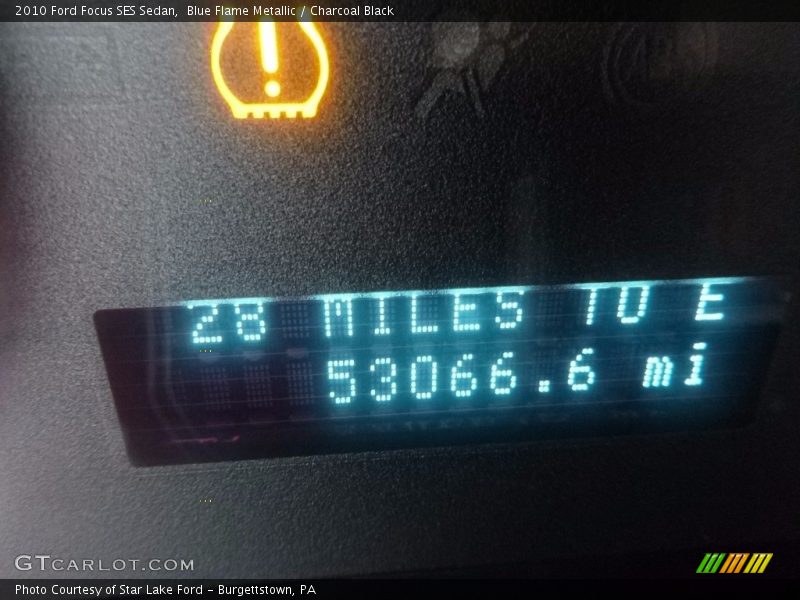 2010 Ford Focus SES Sedan,  Blue Flame Metallic / Charcoal Black
28 MILES TO E
53066.6 mi
GTCARLOT.COM
Photo Courtesy of Star Lake Ford - Burgettstown, PA